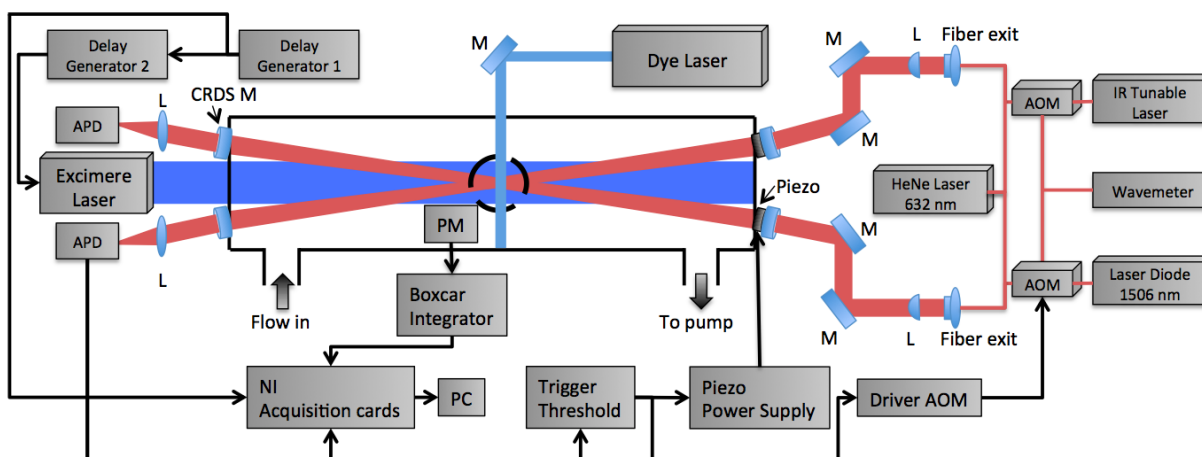 Delay
Generator 2
Delay
Generator 1
M
Dye Laser
M
L
Fiber exit
AOM
IR Tunable
Laser
CRDS M
L
APD
M
Excimere
Laser
Piezo
HeNe Laser
632 nm
Wavemeter
PM
APD
L
M
AOM
Laser Diode
1506 nm
Flow in
Boxcar
Integrator
To pump
M
L
Fiber exit
NI
Acquisition cards
PC
Trigger
Threshold
Piezo
Power Supply
Driver AOM